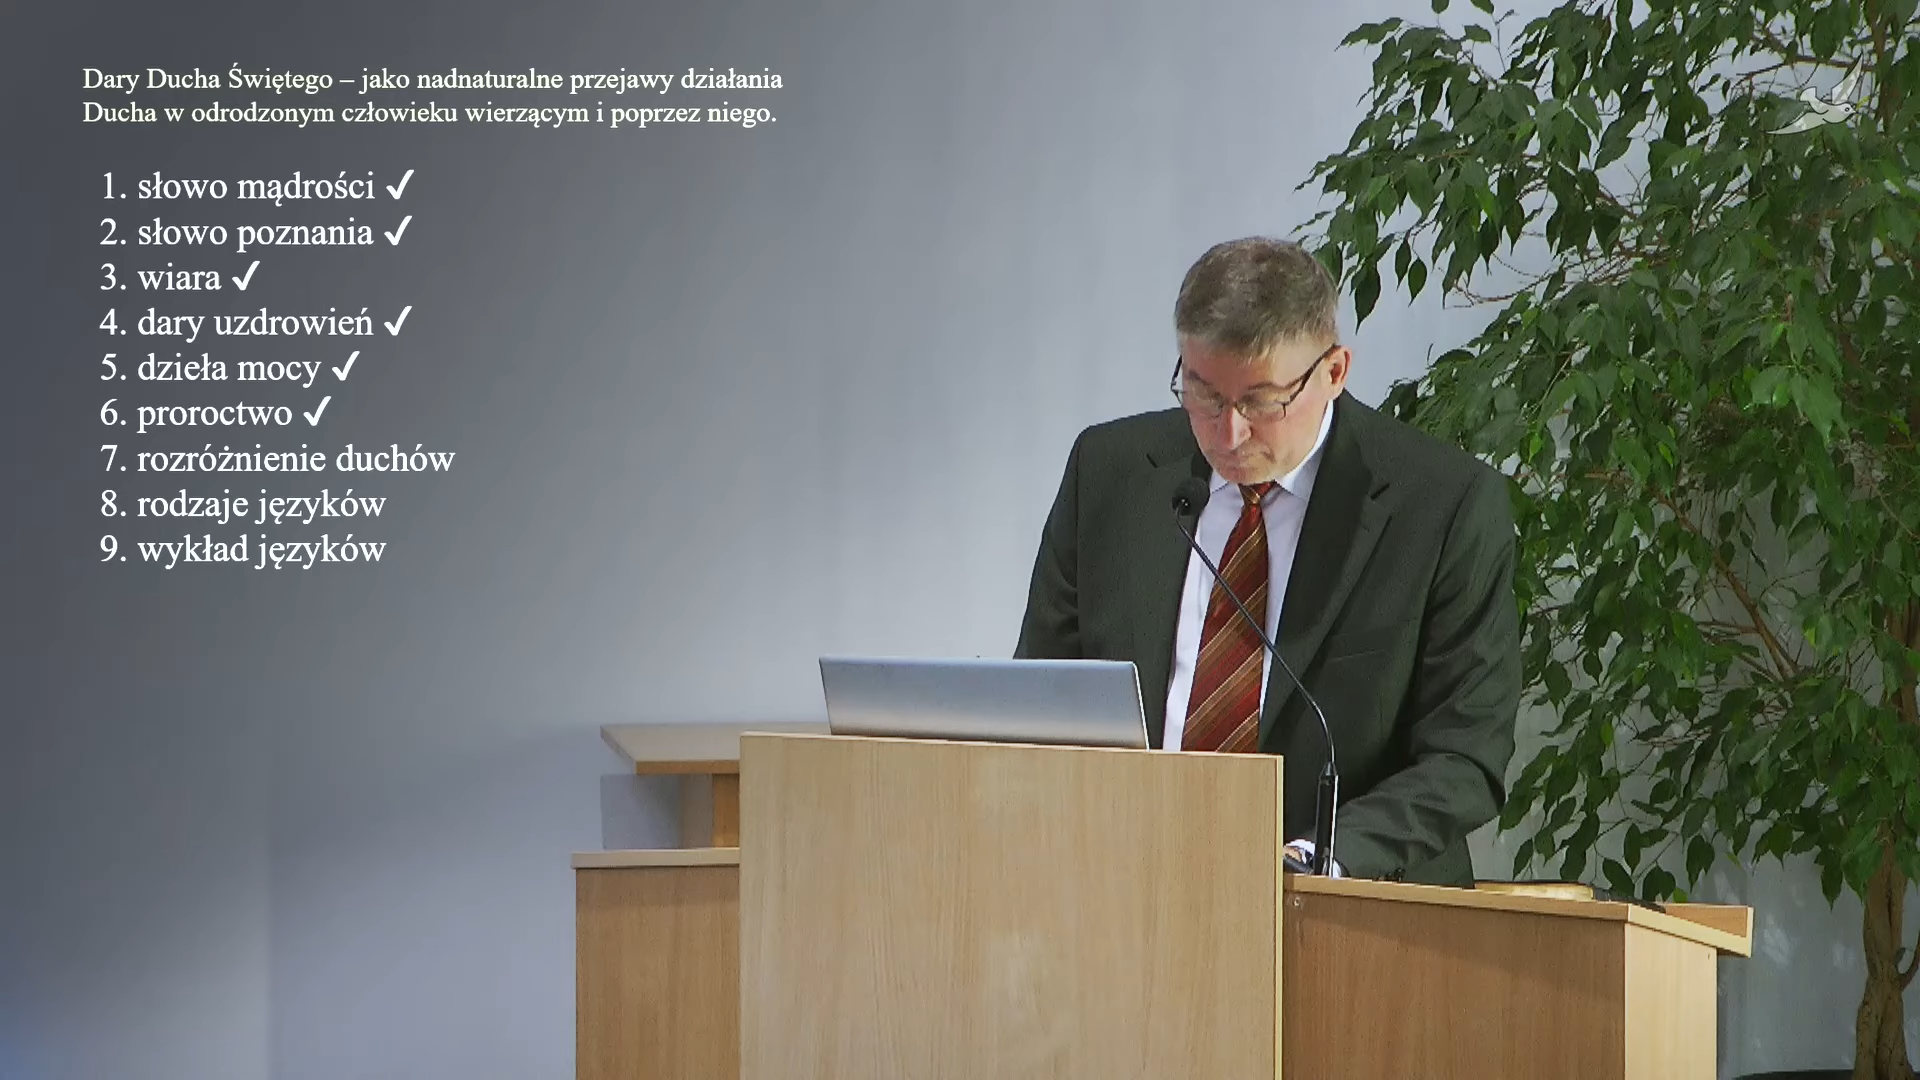 Dary Ducha Świętego – jako nadnaturalne przejawy działania
Ducha w odrodzonym człowieku wierzącym i poprzez niego.
1. słowo mądrości ✓
2. słowo poznania ✓
3. wiara ✓
4. dary uzdrowień ✓
5. dzieła mocy ✓
6. proroctwo ✓
7. rozróżnienie duchów
8. rodzaje języków
9. wykład języków